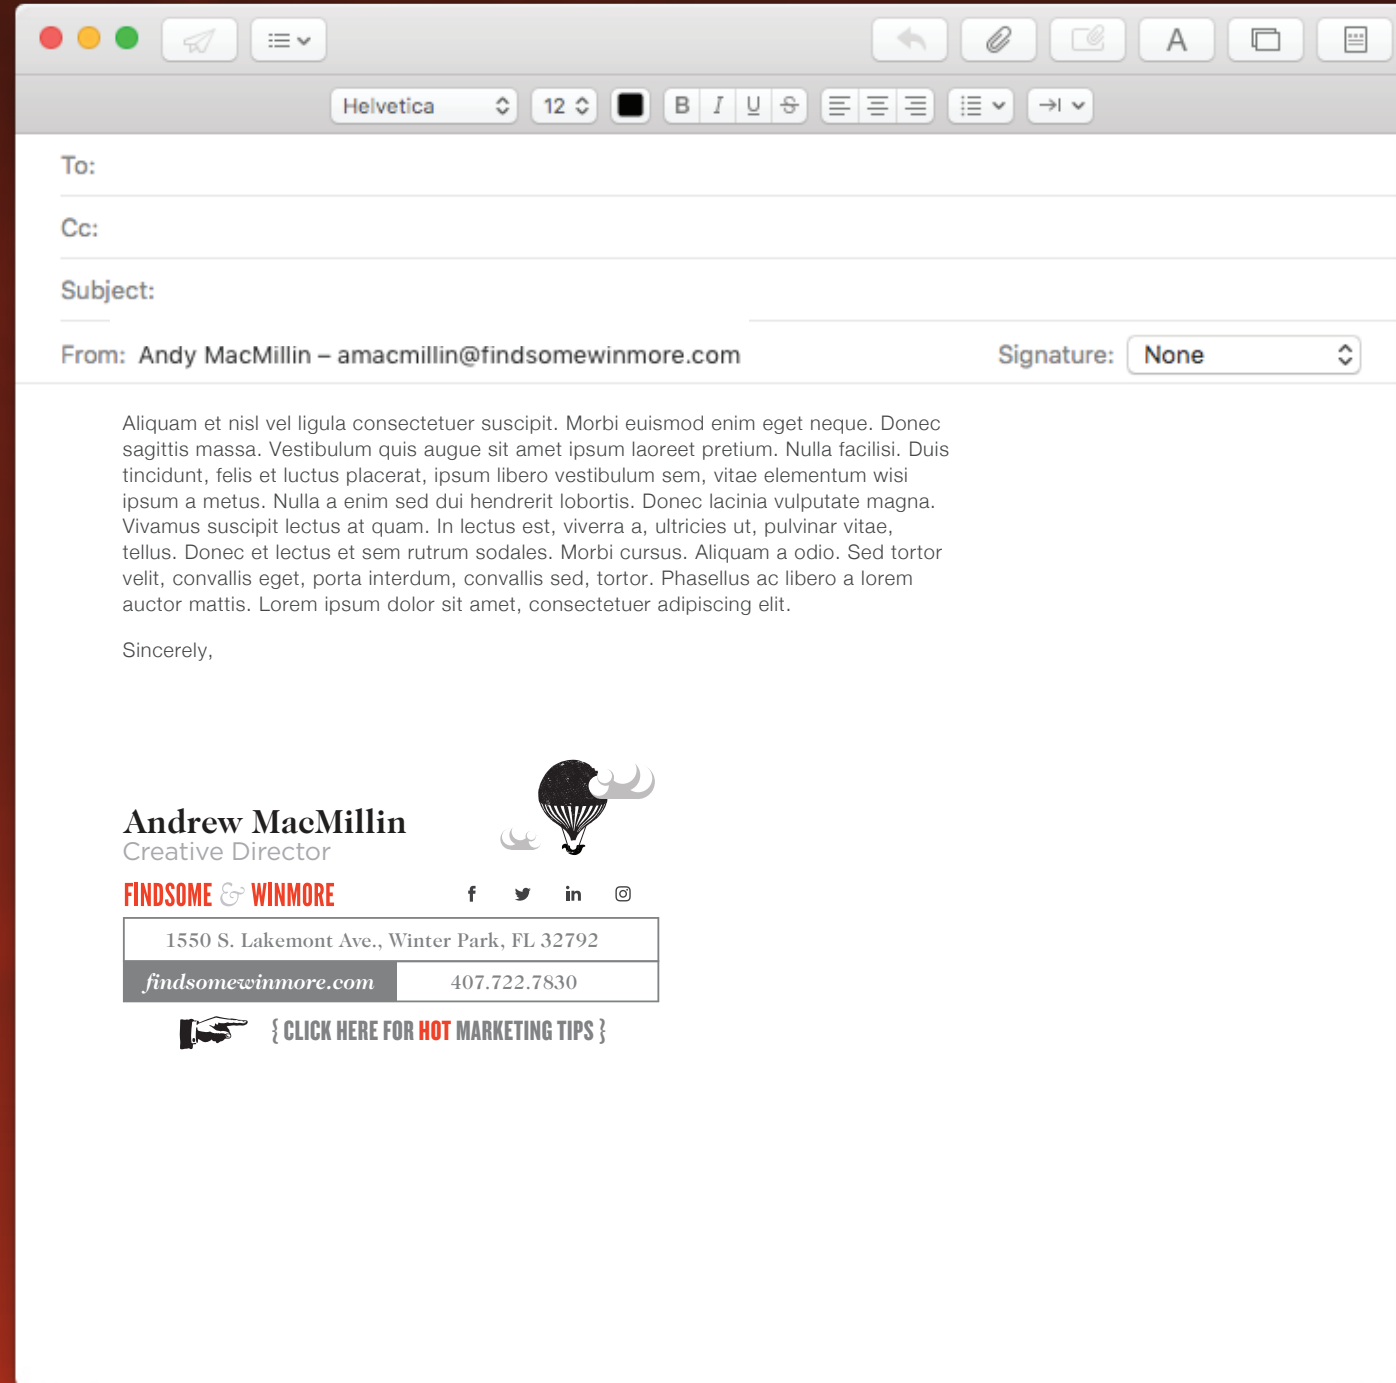 Helvetica 12 B I U S
To:
Cc:
Subject:
From: Andy MacMillin – amacmillin@findsomewinmore.com Signature: None
Aliquam et nisl vel ligula consectetuer suscipit. Morbi euismod enim eget neque. Donec
sagittis massa. Vestibulum quis augue sit amet ipsum laoreet pretium. Nulla facilisi. Duis
tincidunt, felis et luctus placerat, ipsum libero vestibulum sem, vitae elementum wisi
ipsum a metus. Nulla a enim sed dui hendrerit lobortis. Donec lacinia vulputate magna.
Vivamus suscipit lectus at quam. In lectus est, viverra a, ultricies ut, pulvinar vitae,
tellus. Donec et lectus et sem rutrum sodales. Morbi cursus. Aliquam a odio. Sed tortor
velit, convallis eget, porta interdum, convallis sed, tortor. Phasellus ac libero a lorem
auctor mattis. Lorem ipsum dolor sit amet, consectetuer adipiscing elit.
Sincerely,
Andrew MacMillin
Creative Director
FINDSOME & WINMORE
1550 S. Lakemont Ave., Winter Park, FL 32792
findsomewinmore.com 407.722.7830
{ CLICK HERE FOR HOT MARKETING TIPS }